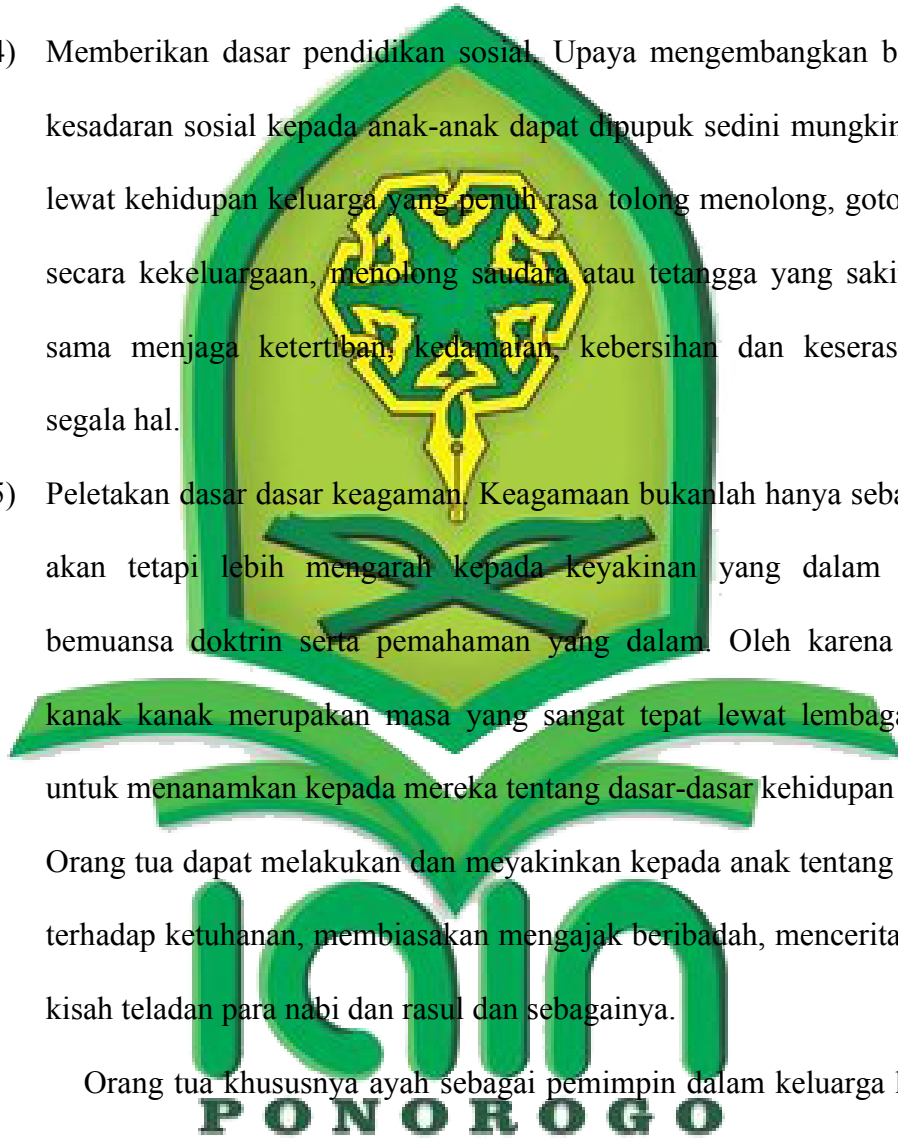 4) Memberikan dasar pendidikan sosial. Upaya mengembangkan b
kesadaran sosial kepada anak-anak dapat dipupuk sedini mungkin
lewat kehidupan keluarga yang penuh rasa tolong menolong, goto
secara kekeluargaan, menolong saudara atau tetangga yang saki
sama menjaga ketertiban, kedamaian, kebersihan dan keseras
segala hal.
5) Peletakan dasar dasar keagaman. Keagamaan bukanlah hanya seba
akan tetapi lebih mengarah kepada keyakinan yang dalam
bemuansa doktrin serta pemahaman yang dalam. Oleh karena
kanak kanak merupakan masa yang sangat tepat lewat lembaga
untuk menanamkan kepada mereka tentang dasar-dasar kehidupan
Orang tua dapat melakukan dan meyakinkan kepada anak tentang
terhadap ketuhanan, membiasakan mengajak beribadah, mencerita
kisah teladan para nabi dan rasul dan sebagainya.
Orang tua khususnya ayah sebagai pemimpin dalam keluarga
iain
PONOROGO